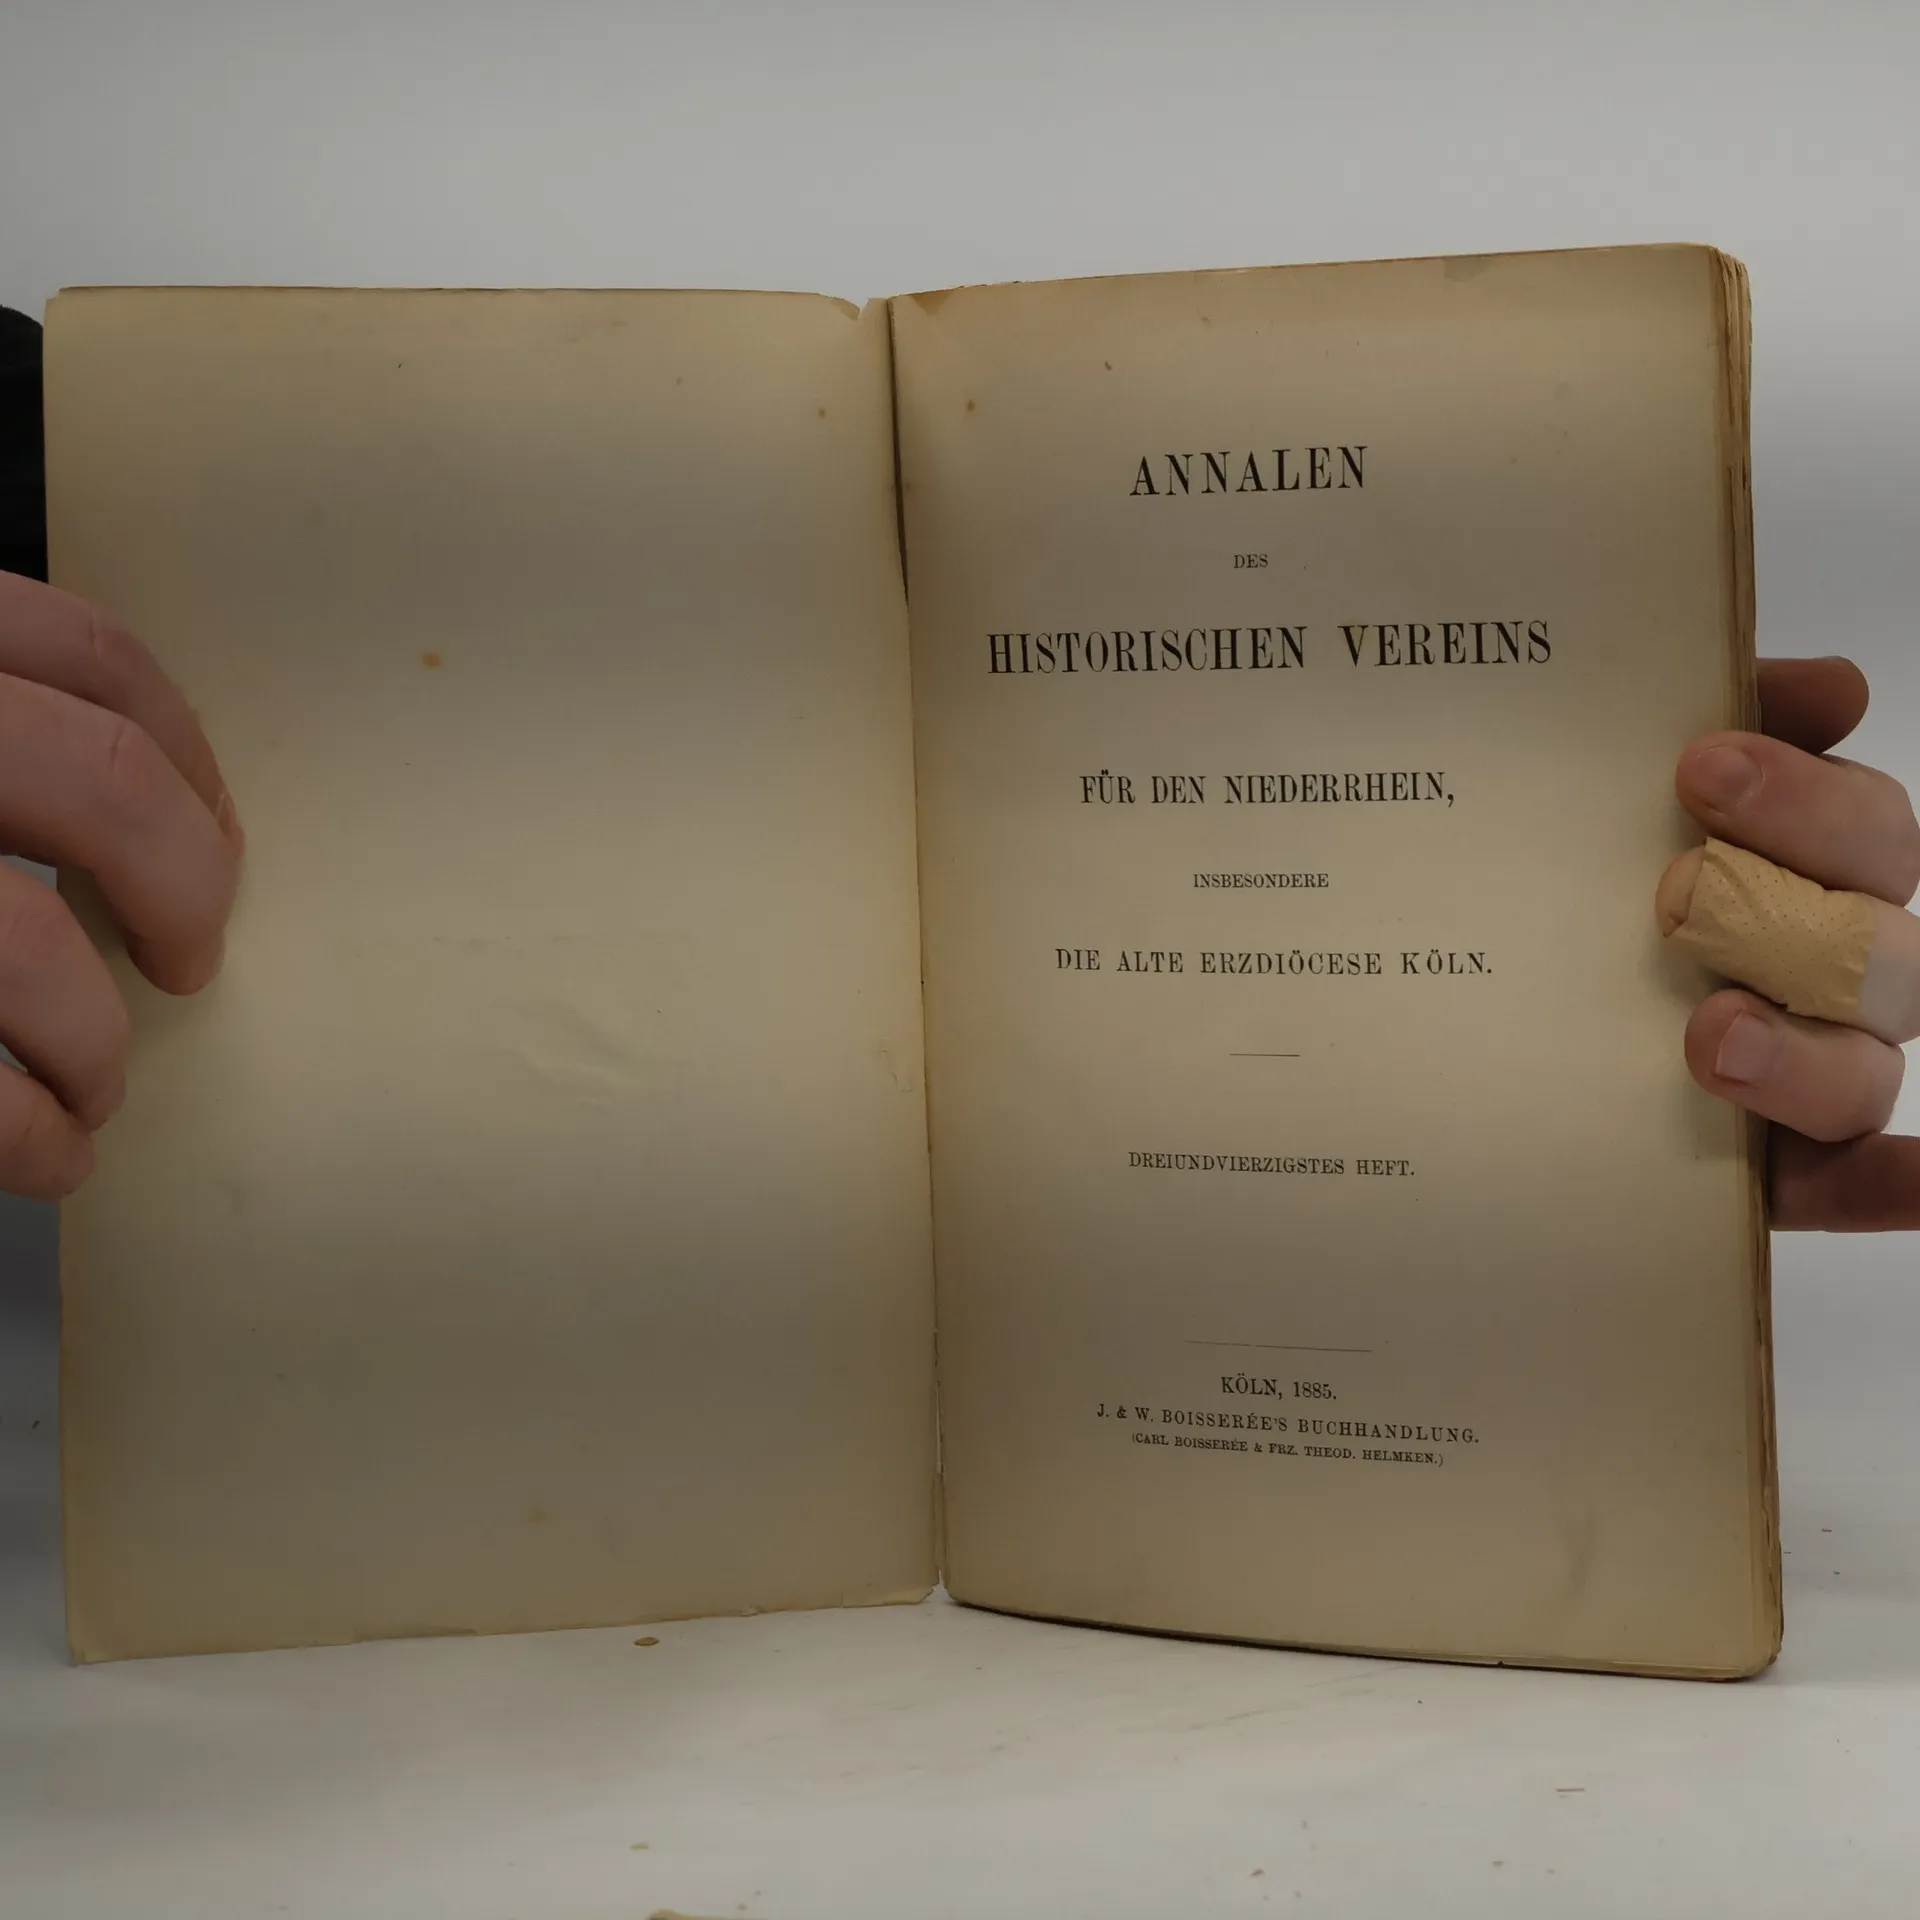 ANNALEN
DES
HISTORISCHEN VEREINS
FÜR DEN NIEDERRHEIN,
INSBESONDERE
DIE ALTE ERZDIÖCESE KÖLN.
DREIUNDVIERZIGSTES HEFT.
KÖLN, 1885.
J. & W. BOISSERÉE'S BUCHHANDLUNG.
(CARL BOISSERÉE & FRZ. THEOD. HELMKEN.)